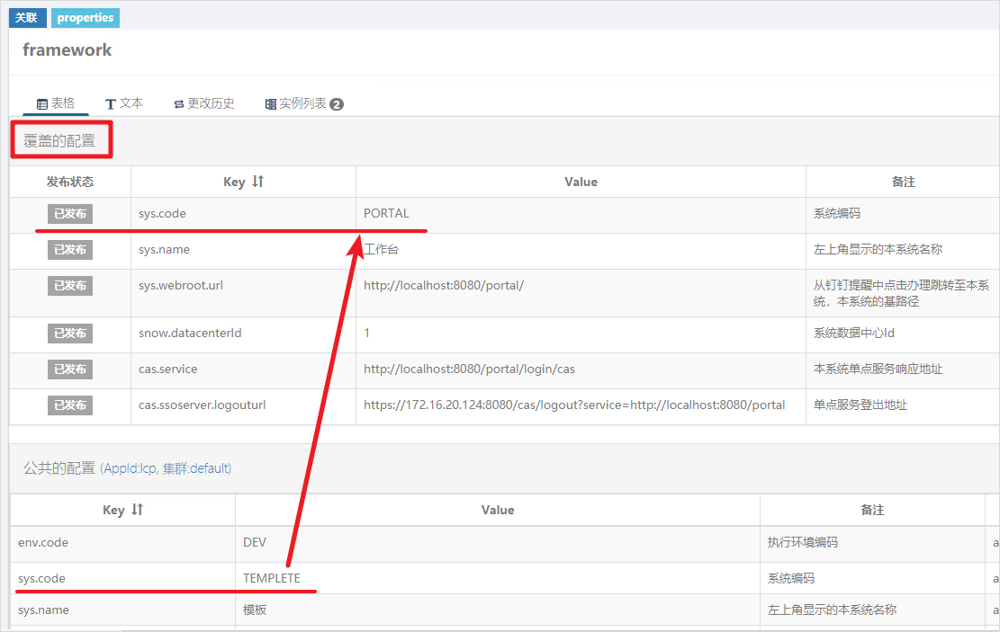 关联 properties
framework
表格 文本 更改历史 实例列表 2
覆盖的配置
发布状态 Key Value 备注
已发布 sys.code PORTAL 系统编码
已发布 sys.name 工作台 左上角显示的本系统名称
已发布 sys.webroot.url http://localhost:8080/portal/ 从钉钉提醒中点击办理跳转至本系
统，本系统的基路径
已发布 snow.datacenterId 1 系统数据中心Id
已发布 cas.service http://localhost:8080/portal/login/cas 本系统单点服务响应地址
已发布 cas.ssoserver.logouturl https://172.16.20.124:8080/cas/logout?service=http://localhost:8080/portal 单点服务登出地址
公共的配置 (AppId:lcp, 集群:default)
Key Value 备注
env.code DEV 执行环境编码 a
sys.code TEMPLETE 系统编码 a
sys.name 模板 左上角显示的本系统名称 a